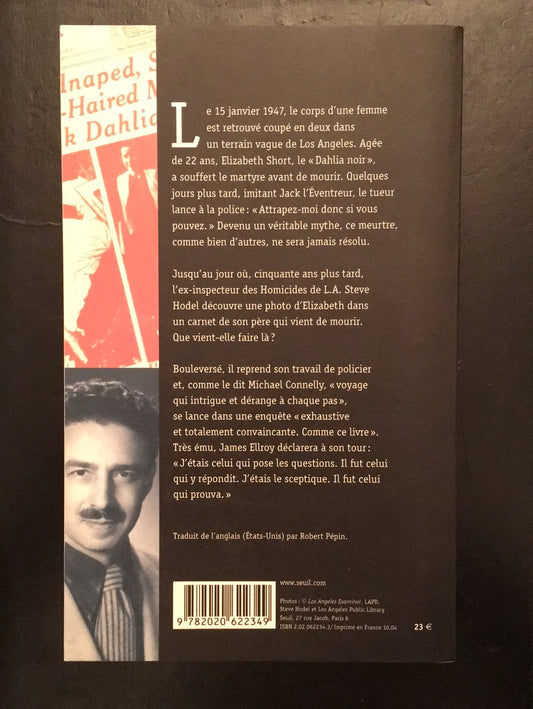 dnaped, S
-Haired M
k Dahlia
Le 15 janvier 1947, le corps d'une femme
est retrouvé coupé en deux dans
un terrain vague de Los Angeles. Agée
de 22 ans, Elizabeth Short, le « Dahlia noir »,
a souffert le martyre avant de mourir. Quelques
jours plus tard, imitant Jack l'Éventreur, le tueur
lance à la police : « Attrapez-moi donc si vous
pouvez. » Devenu un véritable mythe, ce meurtre,
comme bien d'autres, ne sera jamais résolu.
Jusqu'au jour où, cinquante ans plus tard,
l'ex-inspecteur des Homicides de L.A. Steve
Hodel découvre une photo d'Elizabeth dans
un carnet de son père qui vient de mourir.
Que vient-elle faire là ?
Bouleversé, il reprend son travail de policier
et, comme le dit Michael Connelly, « voyage
qui intrigue et dérange à chaque pas »,
se lance dans une enquête « exhaustive
et totalement convaincante. Comme ce livre ».
Très ému, James Ellroy déclarera à son tour :
« J'étais celui qui pose les questions. Il fut celui
qui y répondit. J'étais le sceptique. Il fut celui
qui prouva. »
Traduit de l'anglais (États-Unis) par Robert Pépin.
www.seuil.com
Photos : © Los Angeles Examiner, LAPD,
Steve Hodel et Los Angeles Public Library
Seuil, 27 rue Jacob, Paris 6
ISBN 2.02.062234.3 / Imprimé en France 10.04
23 €
9 782020 622349